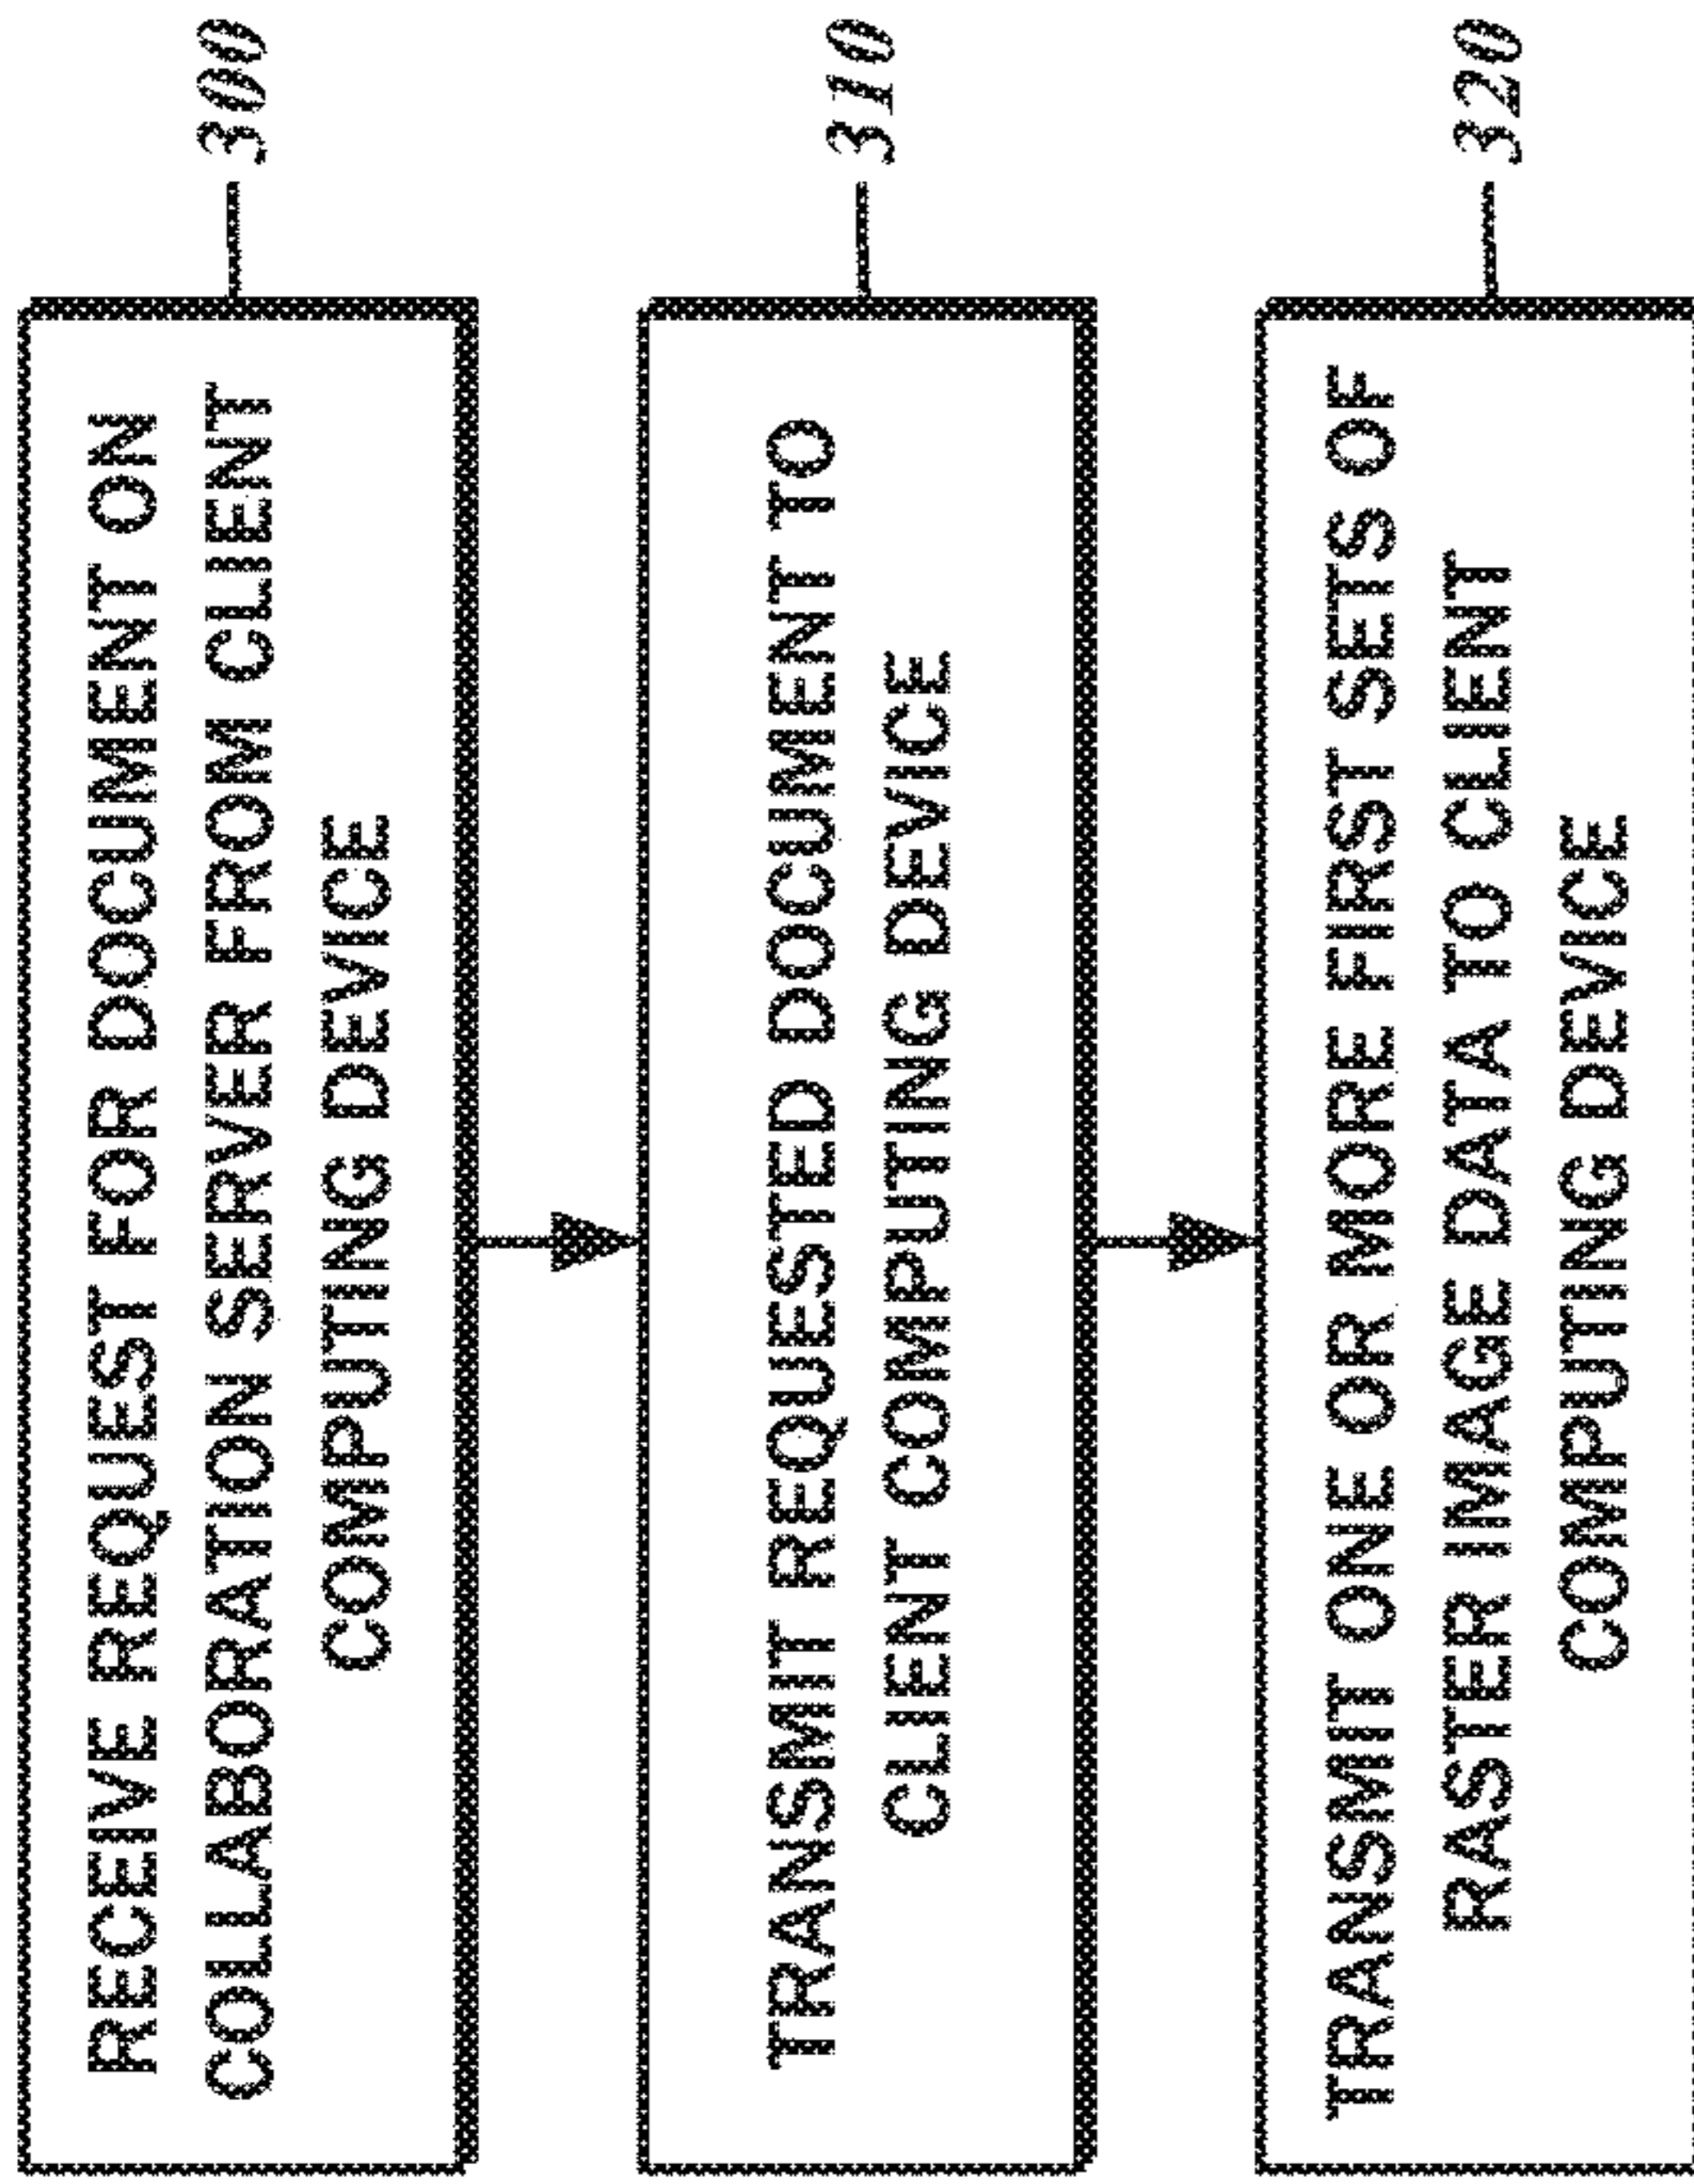 RECEIVE REQUEST FOR DOCUMENT ON
COLLABORATION SERVER FROM CLIENT
COMPUTING DEVICE
300
TRANSMIT REQUESTED DOCUMENT TO
CLIENT COMPUTING DEVICE
310
TRANSMIT ONE OR MORE FIRST SETS OF
RASTER IMAGE DATA TO CLIENT
COMPUTING DEVICE
320